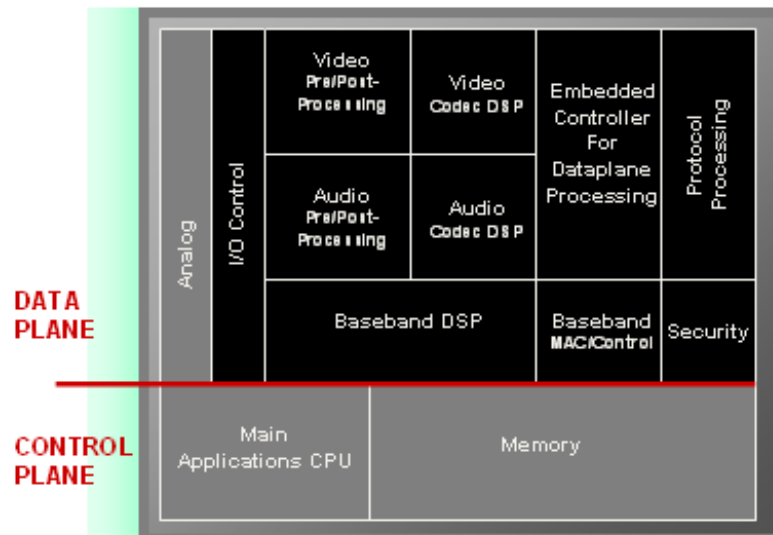 Video
Pre/Post-
Processing
Video
Codec DSP
Embedded
Controller
For
Dataplane
Processing
Protocol
Processing
Analog
I/O Control
Audio
Pre/Post-
Processing
Audio
Codec DSP
DATA
PLANE
Baseband DSP
Baseband
MAC/Control
Security
CONTROL
PLANE
Main
Applications CPU
Memory